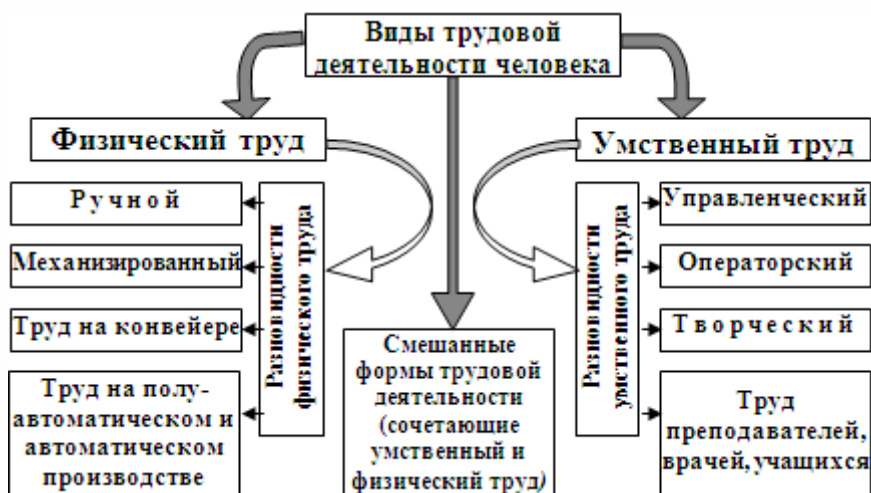 Виды трудовой
деятельности человека
Физический труд
Умственный труд
Ручной
Механизированный
Труд на конвейере
Труд на полу-
автоматическом и
автоматическом
производстве
Разновидности
физического труда
Смешанные
формы трудовой
деятельности
(сочетающие
умственный и
физический труд)
Разновидности
умственного труда
Управленческий
Операторский
Творческий
Труд
преподавателей,
врачей, учащихся